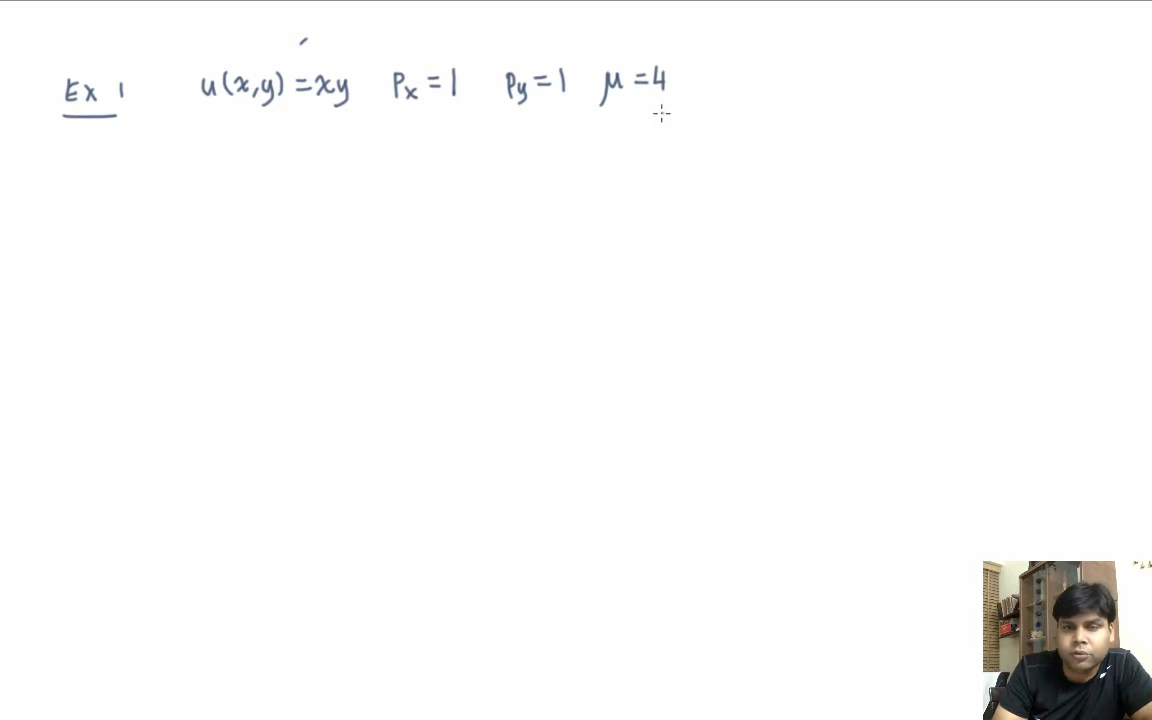 Ex 1 u(x,y) = xy Px = 1 Py = 1 μ = 4